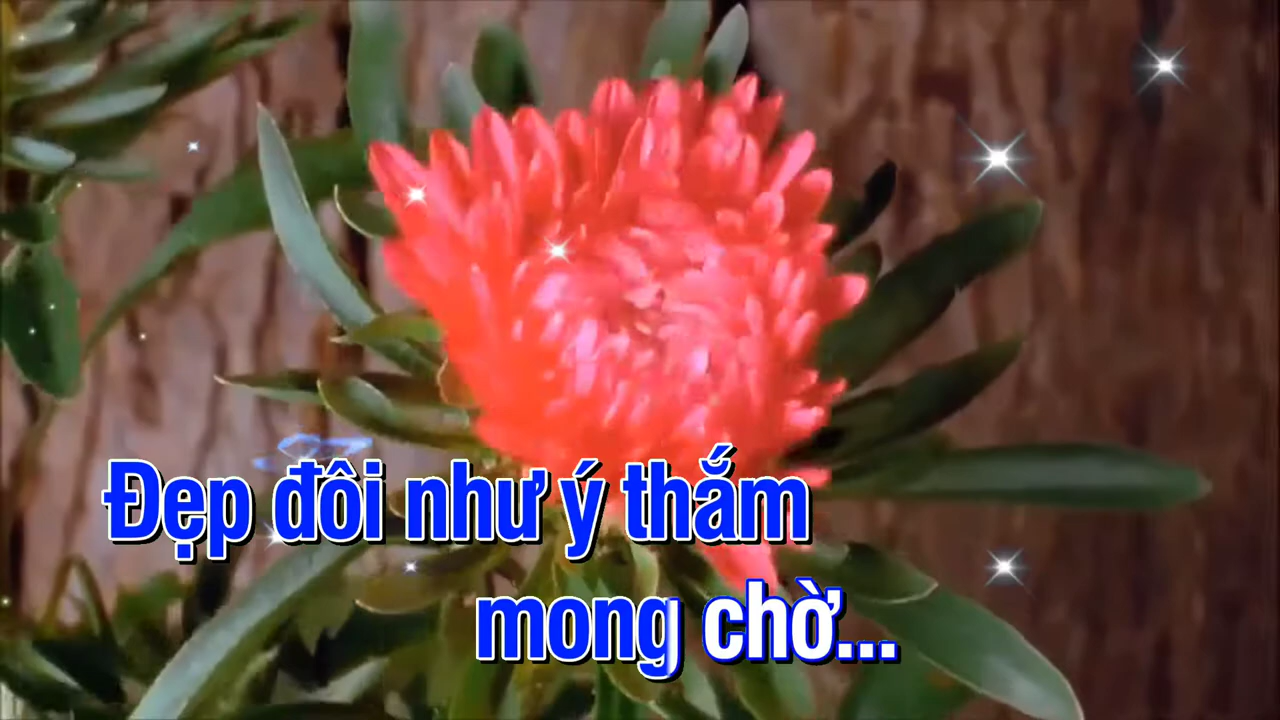 Đẹp đôi như ý thắm
mong chờ...